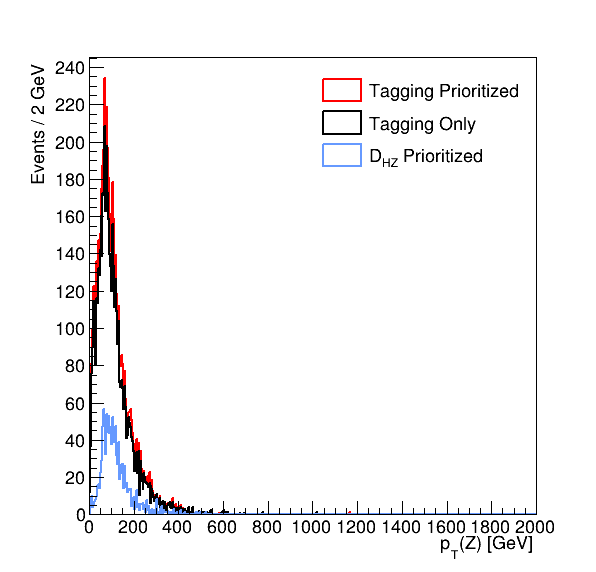 Events / 2 GeV
240
220
200
180
160
140
120
100
80
60
40
20
0
Tagging Prioritized
Tagging Only
D_HZ Prioritized
0 200 400 600 800 1000 1200 1400 1600 1800 2000
p_T(Z) [GeV]